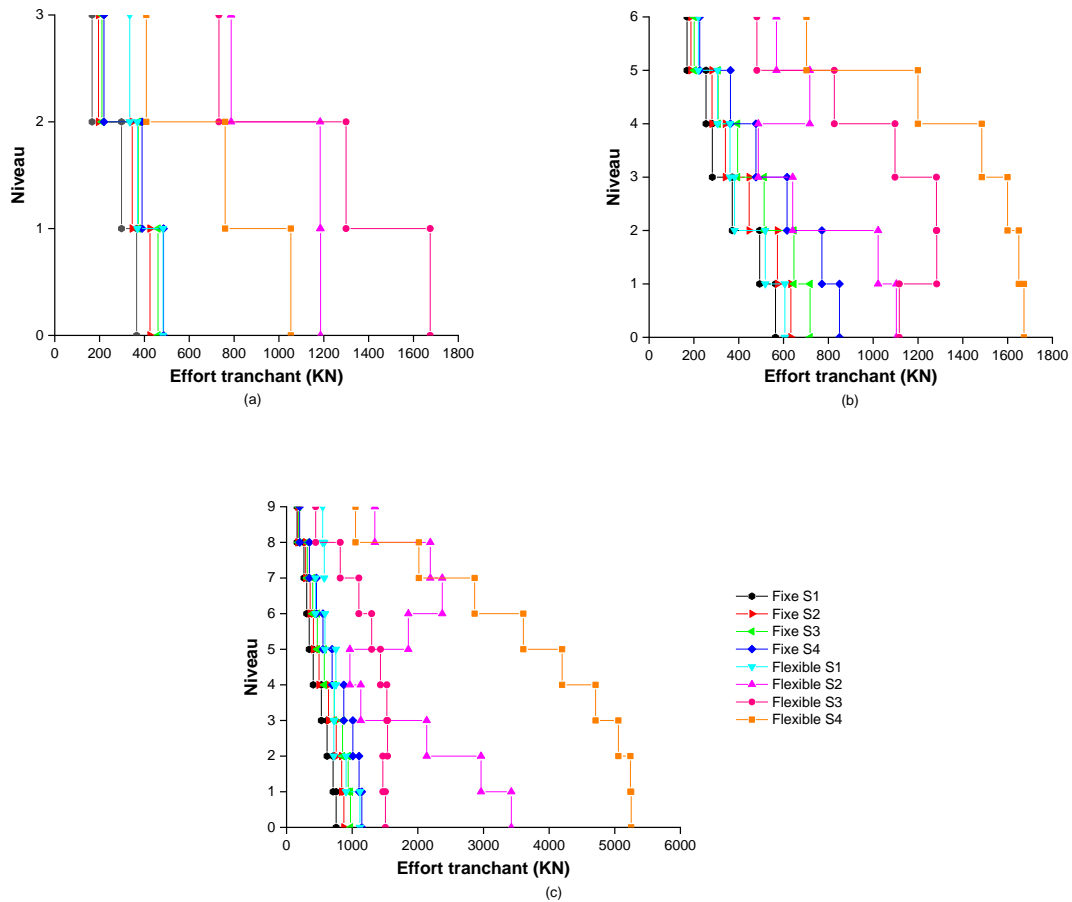 3
2
1
0
Niveau
0 200 400 600 800 1000 1200 1400 1600 1800
Effort tranchant (KN)
(a)
6
5
4
3
2
1
0
Niveau
0 200 400 600 800 1000 1200 1400 1600 1800
Effort tranchant (KN)
(b)
9
8
7
6
5
4
3
2
1
0
Niveau
0 1000 2000 3000 4000 5000 6000
Effort tranchant (KN)
(c)
Fixe S1
Fixe S2
Fixe S3
Fixe S4
Flexible S1
Flexible S2
Flexible S3
Flexible S4